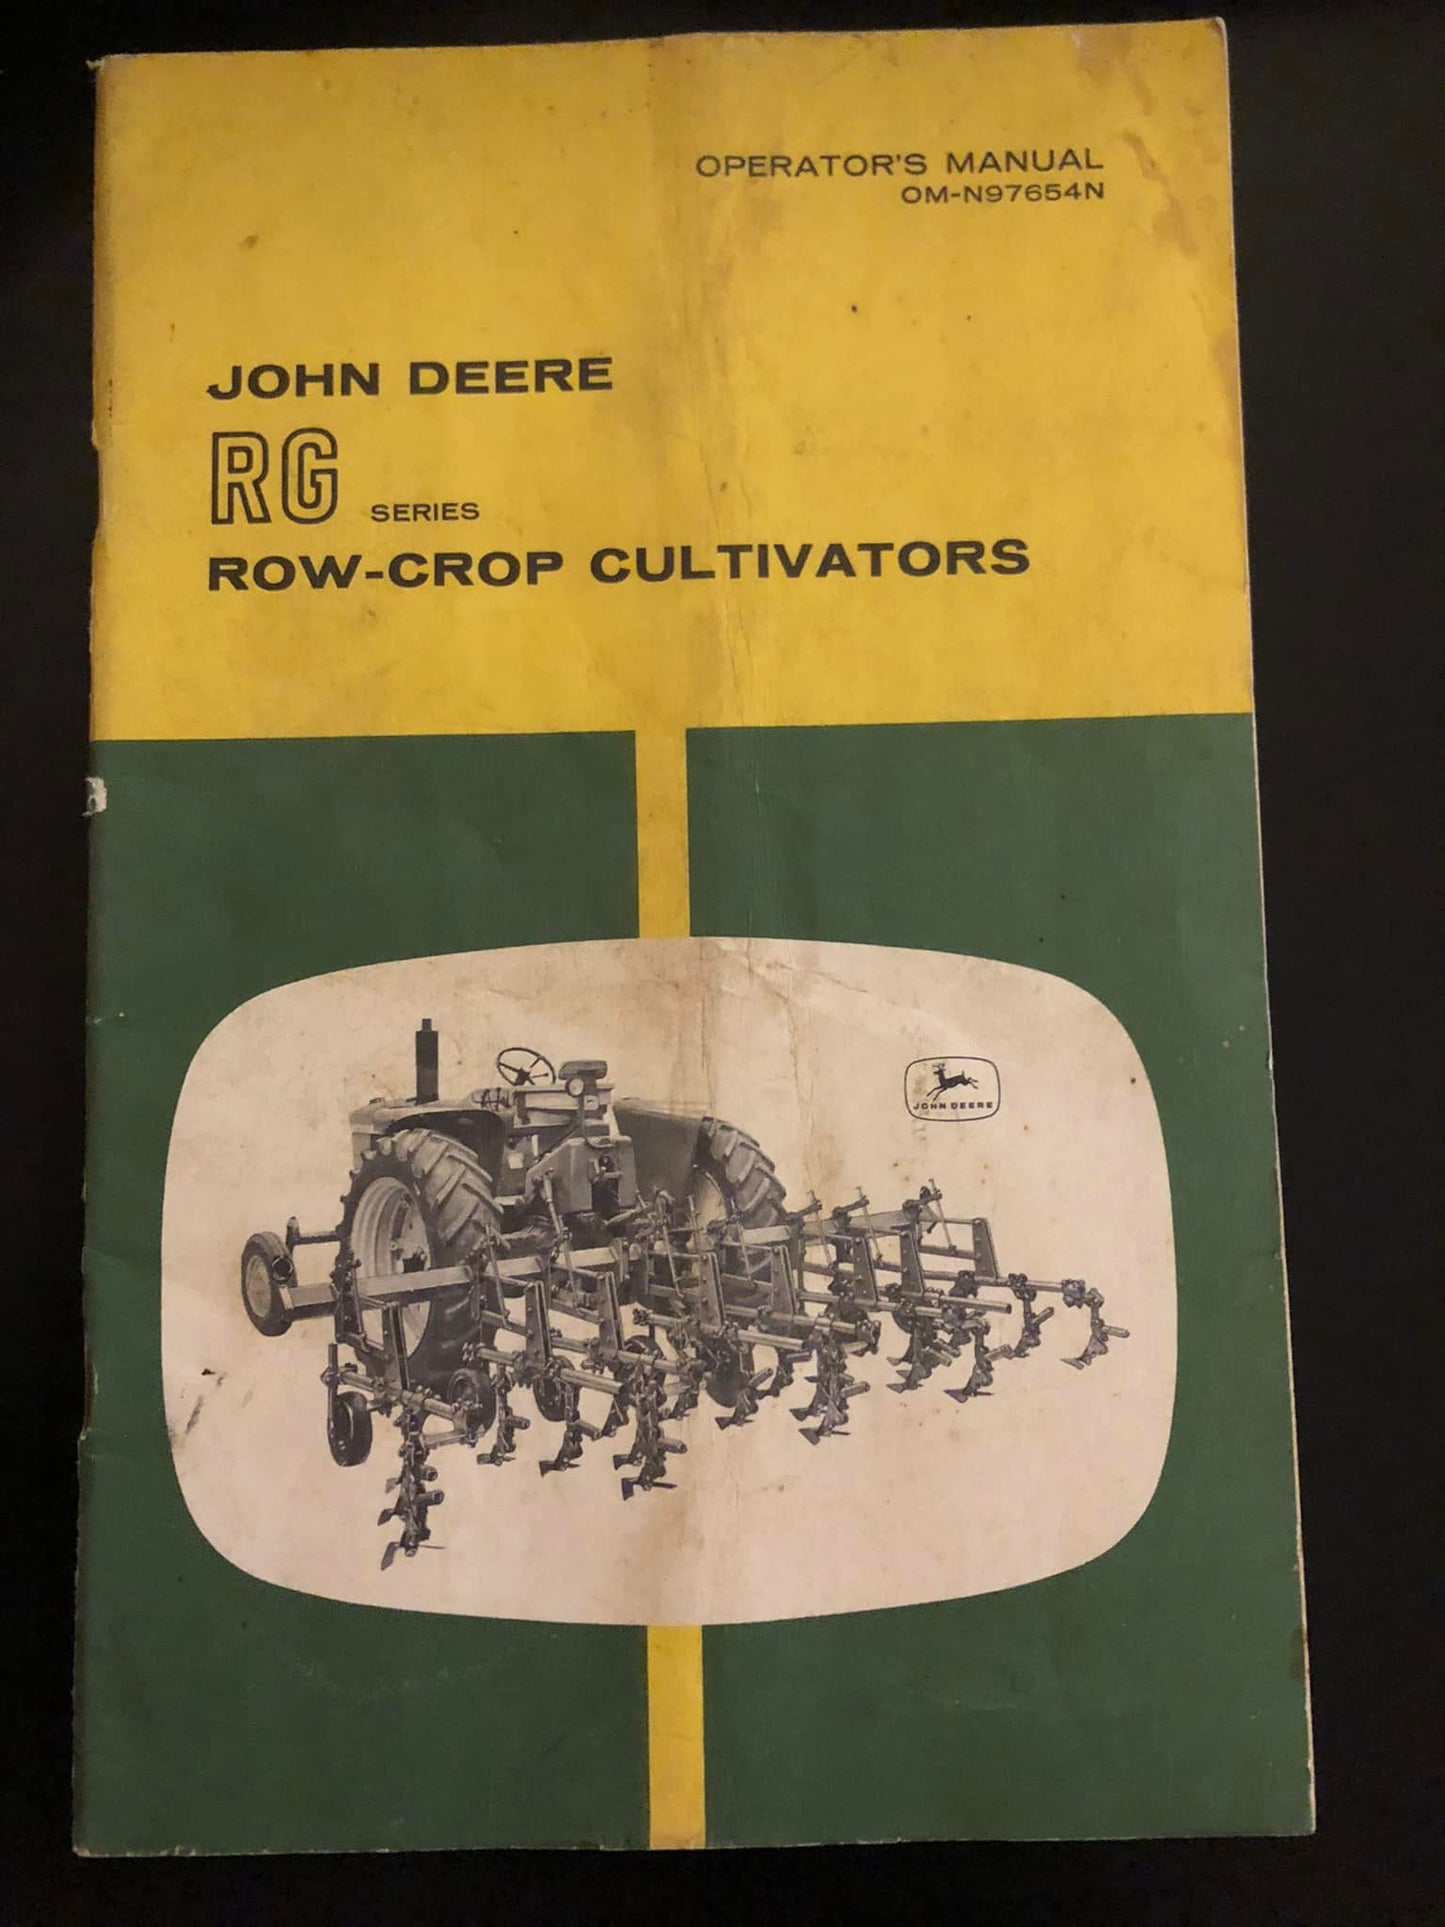 OPERATOR'S MANUAL
OM-N97654N
JOHN DEERE
RG SERIES
ROW-CROP CULTIVATORS
JOHN DEERE